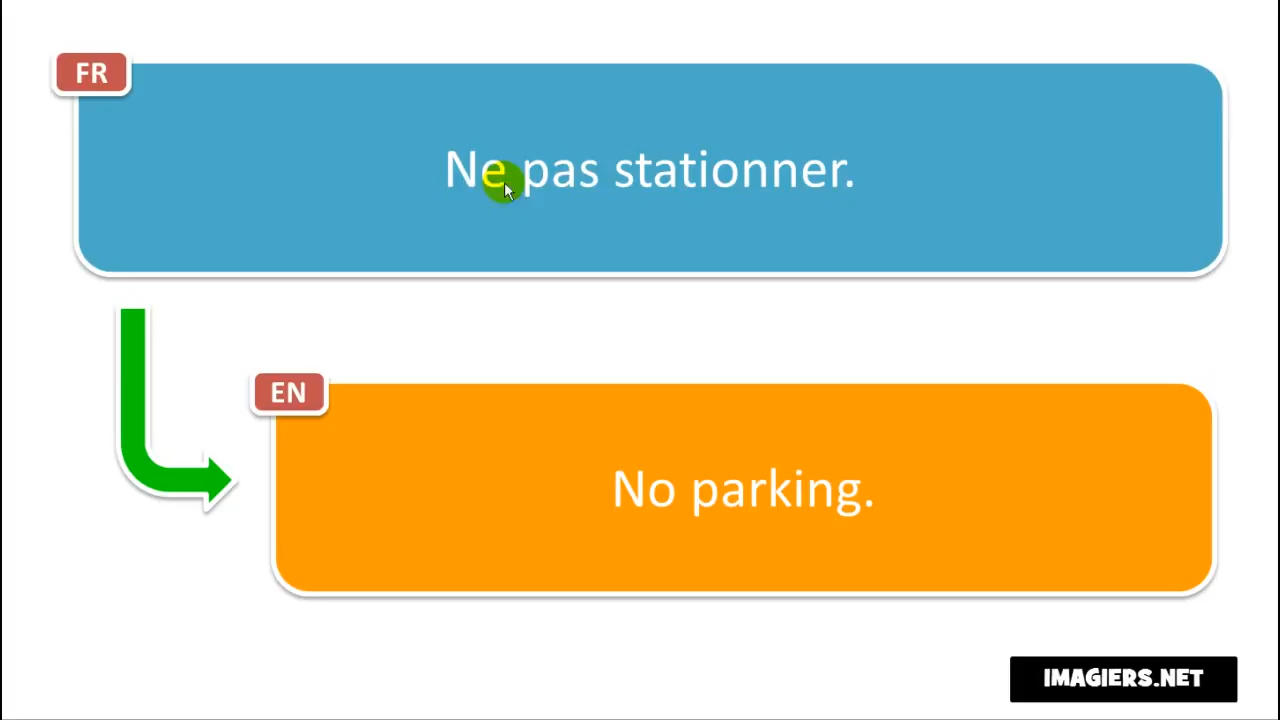 FR
Ne pas stationner.
EN
No parking.
IMAGIERS.NET